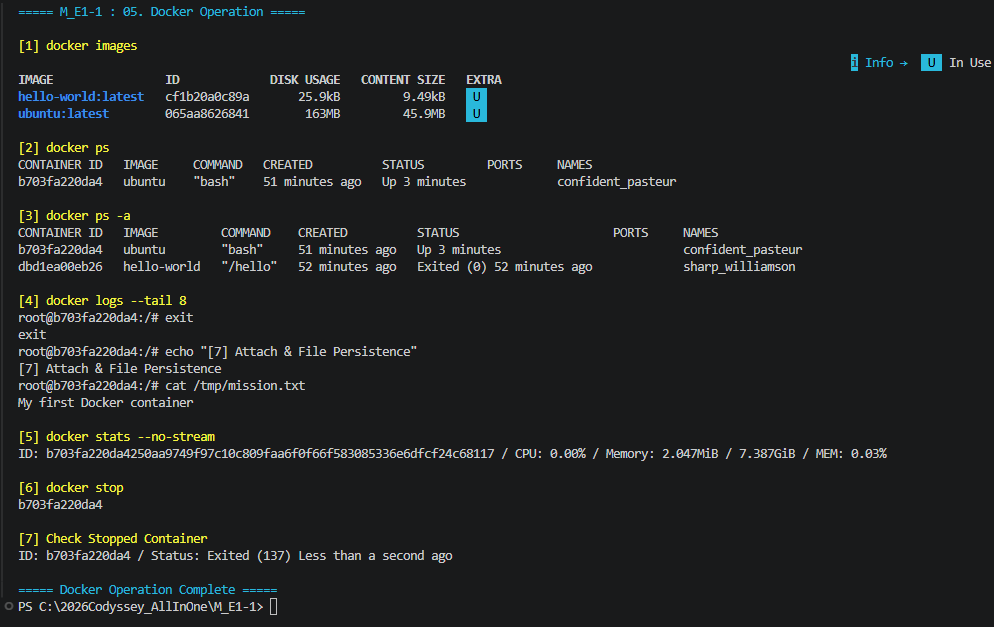 ===== M_E1-1 : 05. Docker Operation =====
[1] docker images
i Info → U In Use
IMAGE ID DISK USAGE CONTENT SIZE EXTRA
hello-world:latest cf1b20a0c89a 25.9kB 9.49kB U
ubuntu:latest 065aa8626841 163MB 45.9MB U
[2] docker ps
CONTAINER ID IMAGE COMMAND CREATED STATUS PORTS NAMES
b703fa220da4 ubuntu "bash" 51 minutes ago Up 3 minutes confident_pasteur
[3] docker ps -a
CONTAINER ID IMAGE COMMAND CREATED STATUS PORTS NAMES
b703fa220da4 ubuntu "bash" 51 minutes ago Up 3 minutes confident_pasteur
dbd1ea00eb26 hello-world "/hello" 52 minutes ago Exited (0) 52 minutes ago sharp_williamson
[4] docker logs --tail 8
root@b703fa220da4:/# exit
exit
root@b703fa220da4:/# echo "[7] Attach & File Persistence"
[7] Attach & File Persistence
root@b703fa220da4:/# cat /tmp/mission.txt
My first Docker container
[5] docker stats --no-stream
ID: b703fa220da4250aa9749f97c10c809faa6f0f66f583085336e6dfcf24c68117 / CPU: 0.00% / Memory: 2.047MiB / 7.387GiB / MEM: 0.03%
[6] docker stop
b703fa220da4
[7] Check Stopped Container
ID: b703fa220da4 / Status: Exited (137) Less than a second ago
===== Docker Operation Complete =====
PS C:\2026Codyssey_AllInOne\M_E1-1>